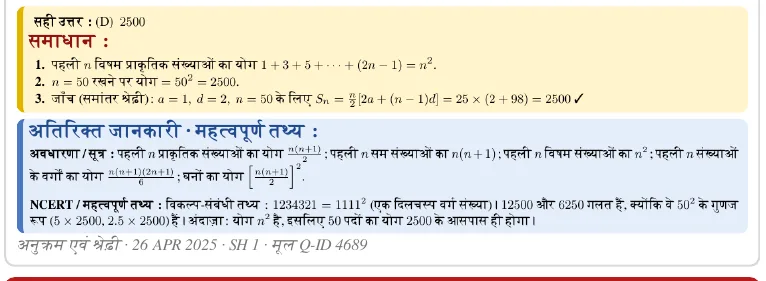 सही उत्तर : (D) 2500
समाधान :
1. पहली n विषम प्राकृतिक संख्याओं का योग 1 + 3 + 5 + ··· + (2n − 1) = n².
2. n = 50 रखने पर योग = 50² = 2500.
3. जाँच (समांतर श्रेढ़ी): a = 1, d = 2, n = 50 के लिए Sₙ = n/2[2a + (n − 1)d] = 25 × (2 + 98) = 2500 ✓
अतिरिक्त जानकारी · महत्वपूर्ण तथ्य :
अवधारणा / सूत्र : पहली n प्राकृतिक संख्याओं का योग n(n+1)/2 ; पहली n सम संख्याओं का n(n + 1) ; पहली n विषम संख्याओं का n² ; पहली n संख्याओं
के वर्गों का योग n(n+1)(2n+1)/6 ; घनों का योग [n(n+1)/2]².
NCERT / महत्वपूर्ण तथ्य : विकल्प-संबंधी तथ्य : 1234321 = 1111² (एक दिलचस्प वर्ग संख्या)। 12500 और 6250 गलत हैं, क्योंकि वे 50² के गुणज
रूप (5 × 2500, 2.5 × 2500) हैं। अंदाज़ा: योग n² है, इसलिए 50 पदों का योग 2500 के आसपास ही होगा।
अनुक्रम एवं श्रेढ़ी · 26 APR 2025 · SH 1 · मूल Q-ID 4689